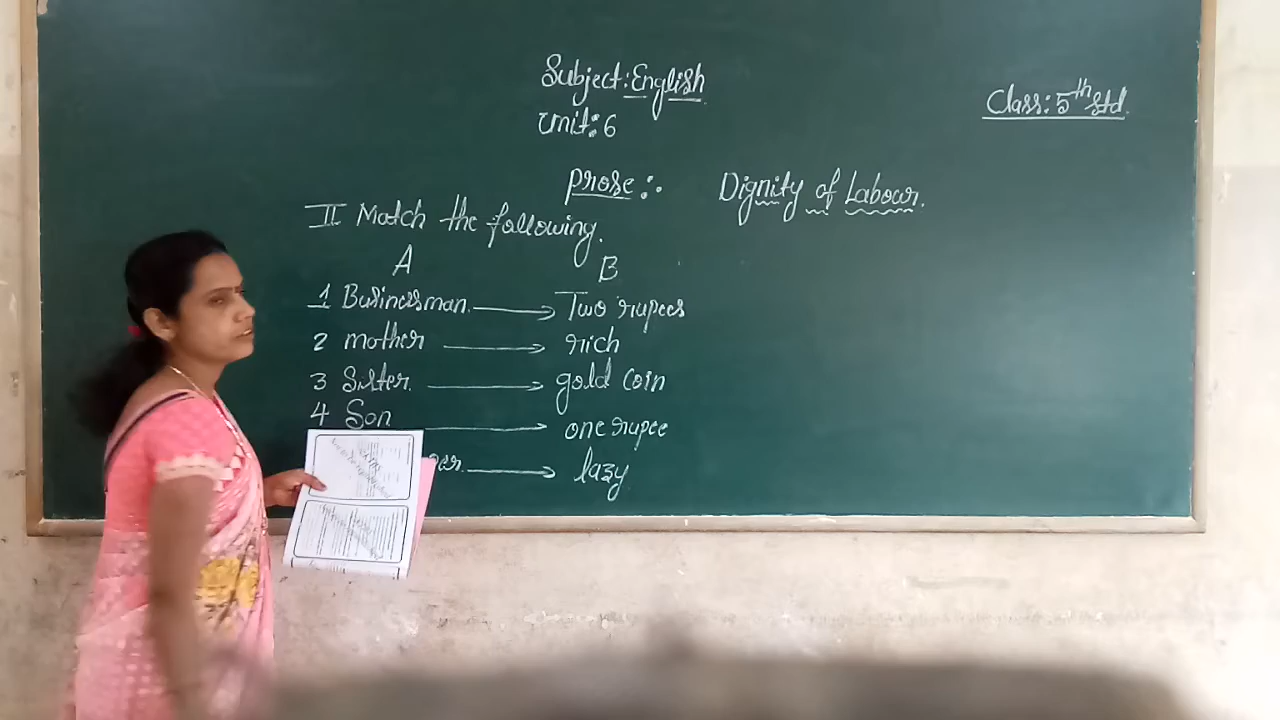 Subject: English
Unit: 6
Class: 5th Std.
Prose :. Dignity of Labour.
II Match the following.
A B
1 Businessman. → Two rupees
2 mother → rich
3 Sister. → gold coin
4 Son → one rupee
→ lazy